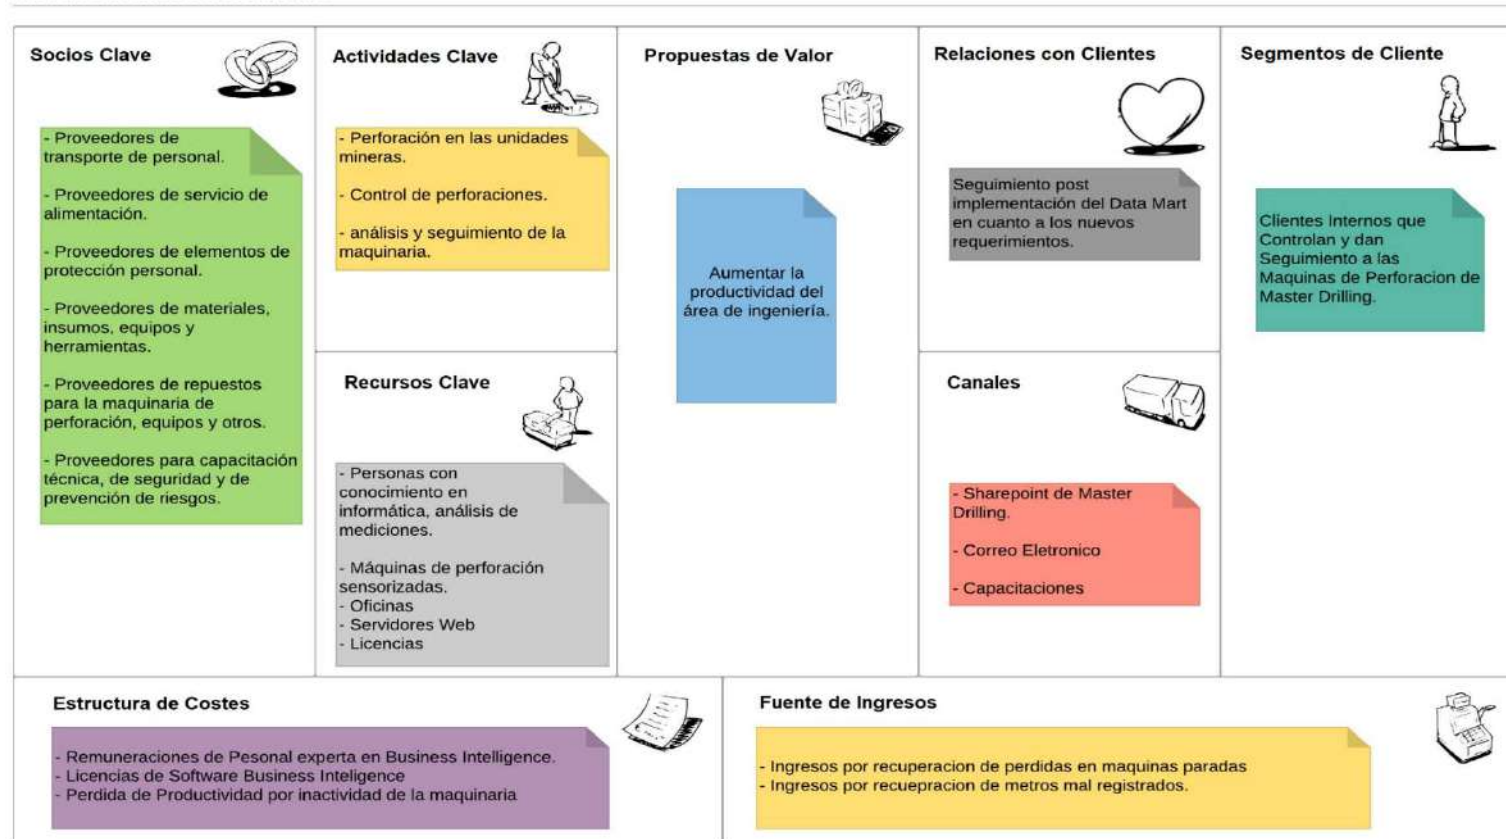 Socios Clave
- Proveedores de
transporte de personal.
- Proveedores de servicio de
alimentación.
- Proveedores de elementos de
protección personal.
- Proveedores de materiales,
insumos, equipos y
herramientas.
- Proveedores de repuestos
para la maquinaria de
perforación, equipos y otros.
- Proveedores para capacitación
técnica, de seguridad y de
prevención de riesgos.
Actividades Clave
- Perforación en las unidades
mineras.
- Control de perforaciones.
- análisis y seguimiento de la
maquinaria.
Recursos Clave
- Personas con
conocimiento en
informática, análisis de
mediciones.
- Máquinas de perforación
sensorizadas.
- Oficinas
- Servidores Web
- Licencias
Propuestas de Valor
Aumentar la
productividad del
área de ingeniería.
Relaciones con Clientes
Seguimiento post
implementación del Data Mart
en cuanto a los nuevos
requerimientos.
Canales
- Sharepoint de Master
Drilling.
- Correo Eletronico
- Capacitaciones
Segmentos de Cliente
Clientes Internos que
Controlan y dan
Seguimiento a las
Maquinas de Perforacion de
Master Drilling.
Estructura de Costes
- Remuneraciones de Pesonal experta en Business Intelligence.
- Licencias de Software Business Inteligence
- Perdida de Productividad por inactividad de la maquinaria
Fuente de Ingresos
- Ingresos por recuperacion de perdidas en maquinas paradas
- Ingresos por recuepracion de metros mal registrados.